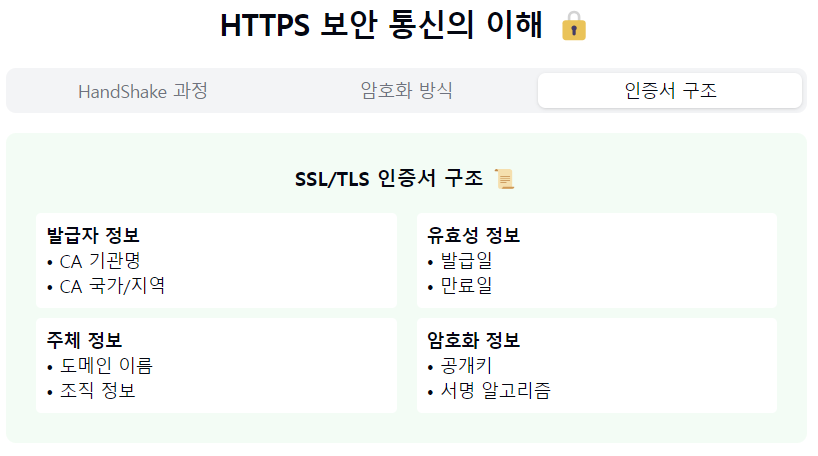 HTTPS 보안 통신의 이해 🔒
HandShake 과정
암호화 방식
인증서 구조
SSL/TLS 인증서 구조 📜
발급자 정보
• CA 기관명
• CA 국가/지역
유효성 정보
• 발급일
• 만료일
주체 정보
• 도메인 이름
• 조직 정보
암호화 정보
• 공개키
• 서명 알고리즘